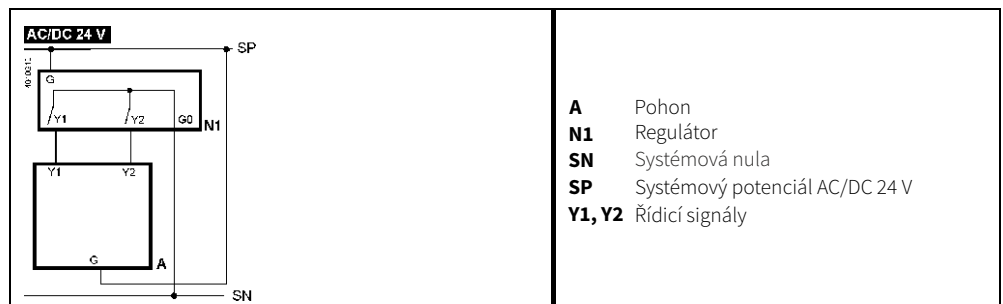 AC/DC 24 V
SP
G
Y1 Y2 G0 N1
Y1 Y2
G A
SN
A Pohon
N1 Regulátor
SN Systémová nula
SP Systémový potenciál AC/DC 24 V
Y1, Y2 Řídicí signály